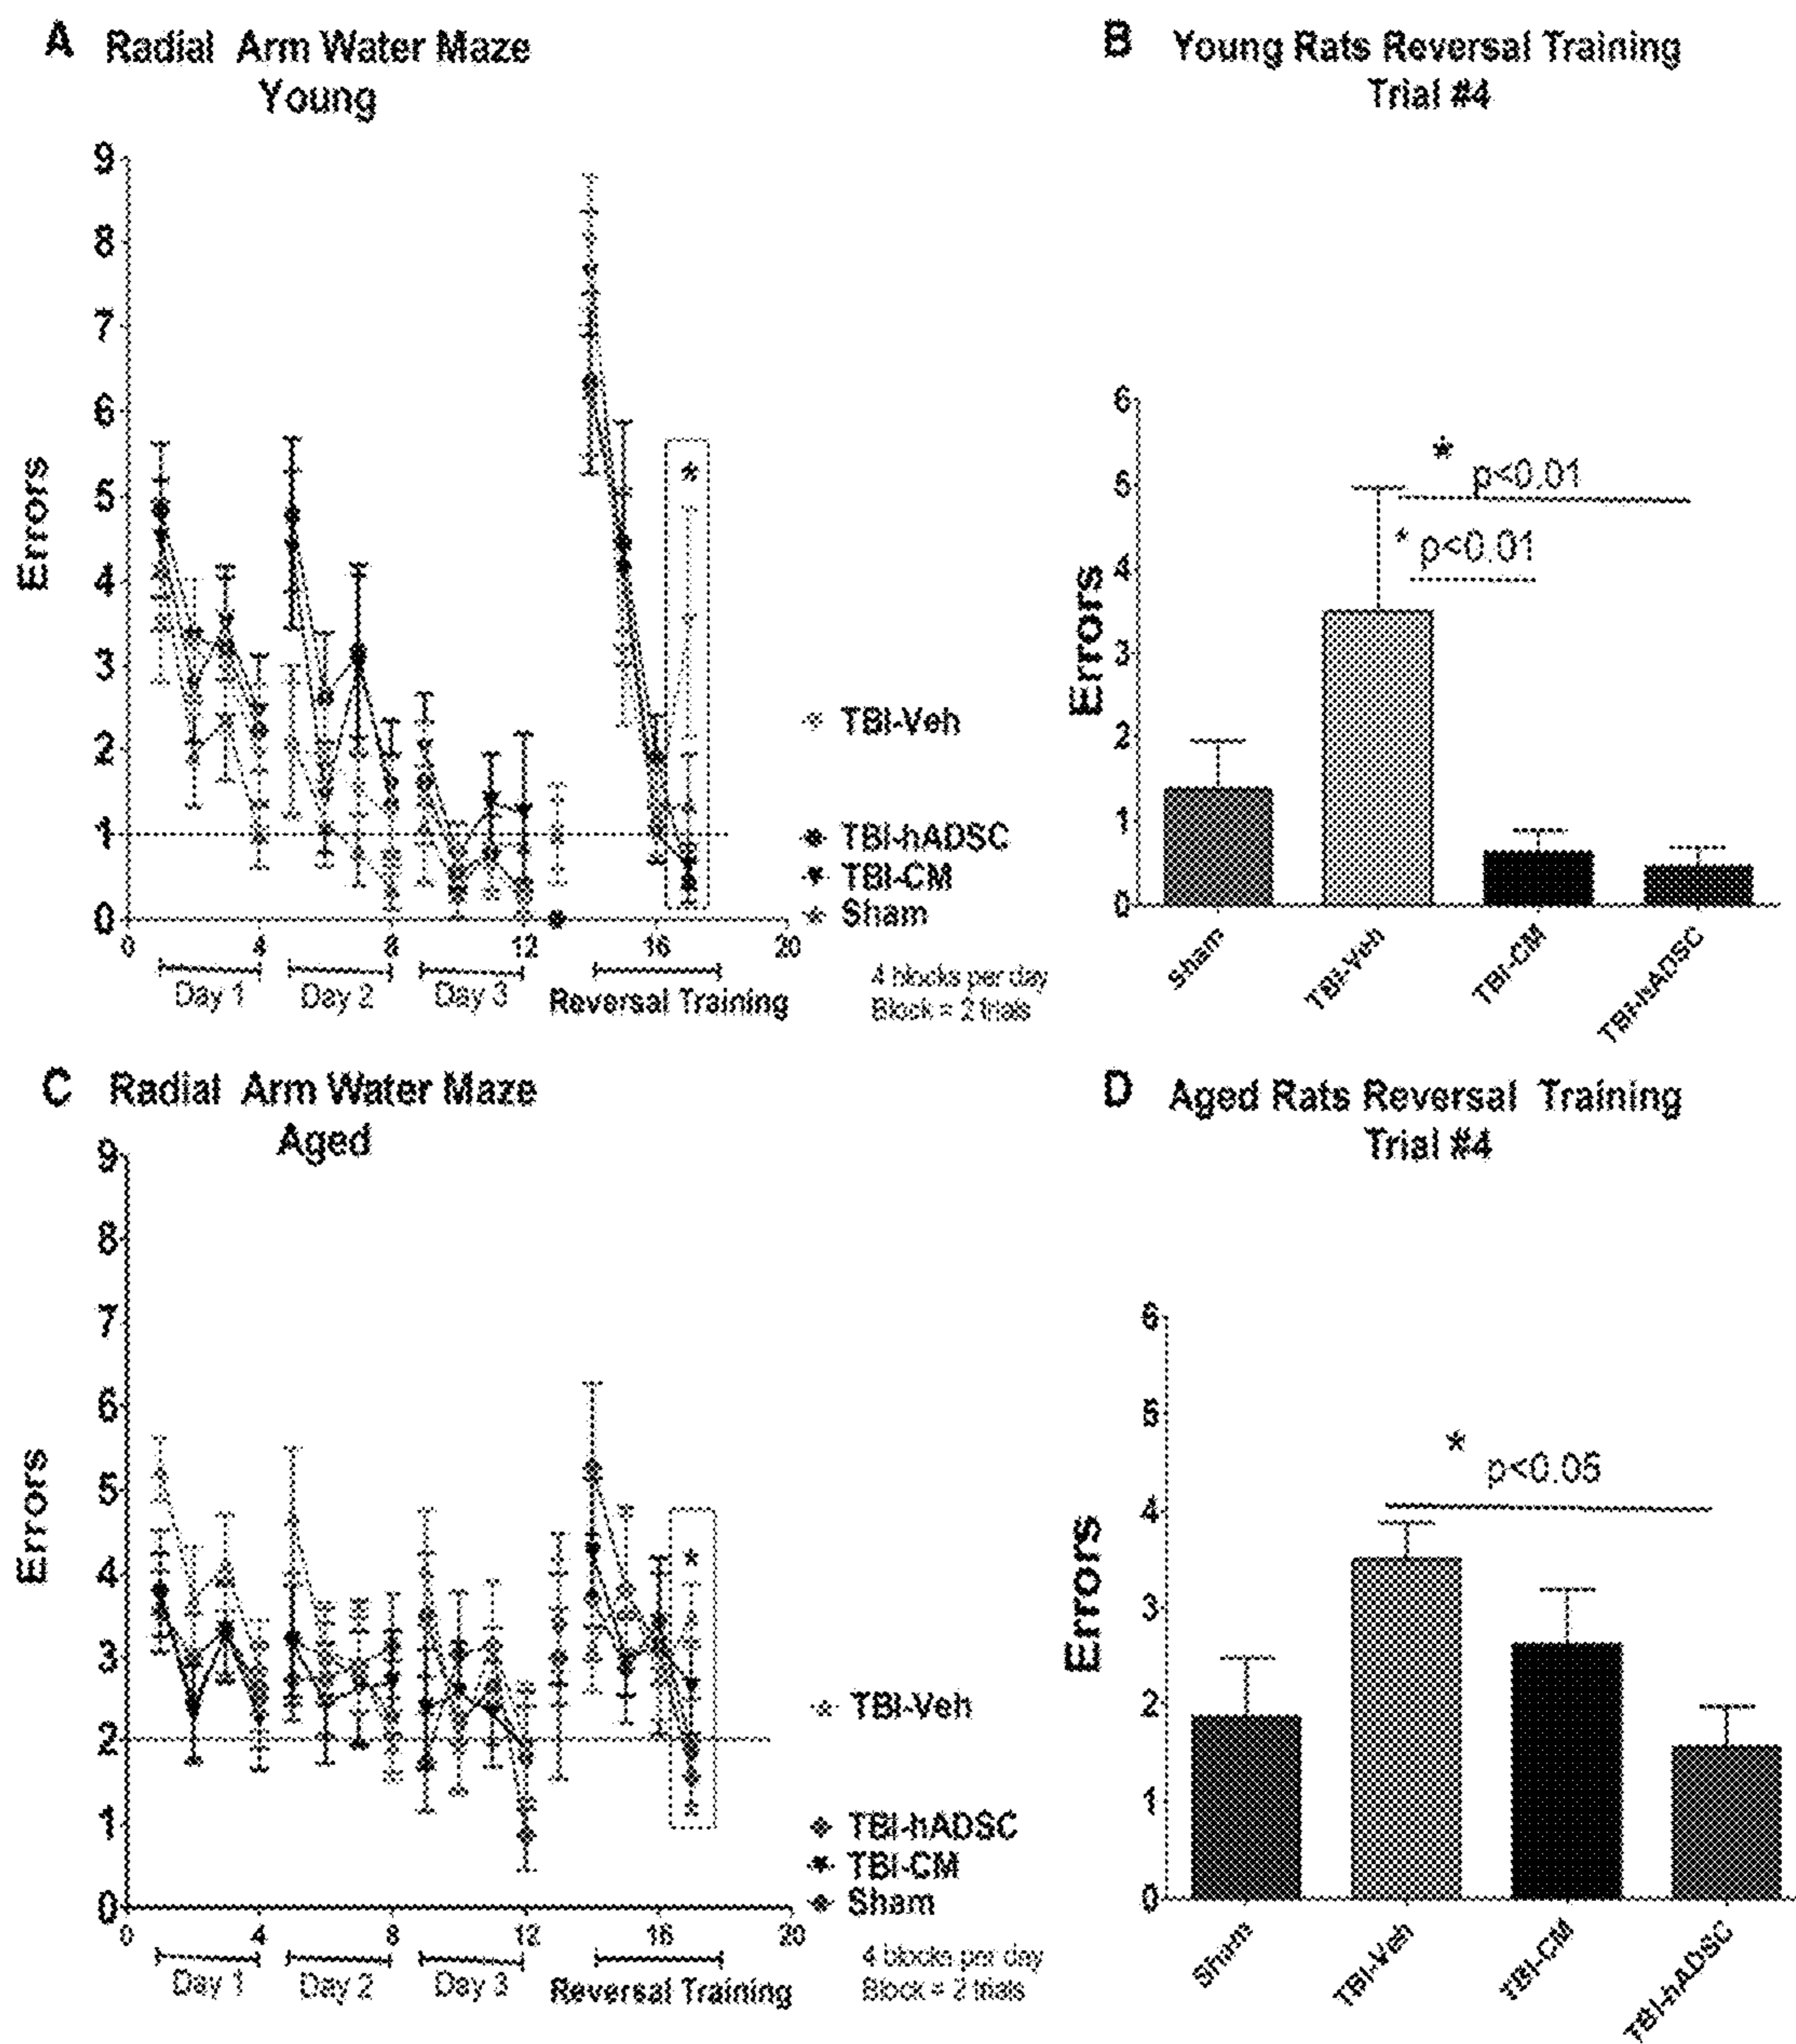 A Radial Arm Water Maze
Young
9
8
7
6
5
4
3
2
1
0
Errors
*
0 4 8 12 16 20
Day 1 Day 2 Day 3 Reversal Training
4 blocks per day
Block = 2 trials
TBI-Veh
TBI-hADSC
TBI-CM
Sham
B Young Rats Reversal Training
Trial #4
6
5
4
3
2
1
0
Errors
* p<0.01
* p<0.01
Sham TBI-Veh TBI-CM TBI-hADSC
C Radial Arm Water Maze
Aged
9
8
7
6
5
4
3
2
1
0
Errors
*
0 4 8 12 16 20
Day 1 Day 2 Day 3 Reversal Training
4 blocks per day
Block = 2 trials
TBI-Veh
TBI-hADSC
TBI-CM
Sham
D Aged Rats Reversal Training
Trial #4
6
5
4
3
2
1
0
Errors
* p<0.05
Sham TBI-Veh TBI-CM TBI-hADSC